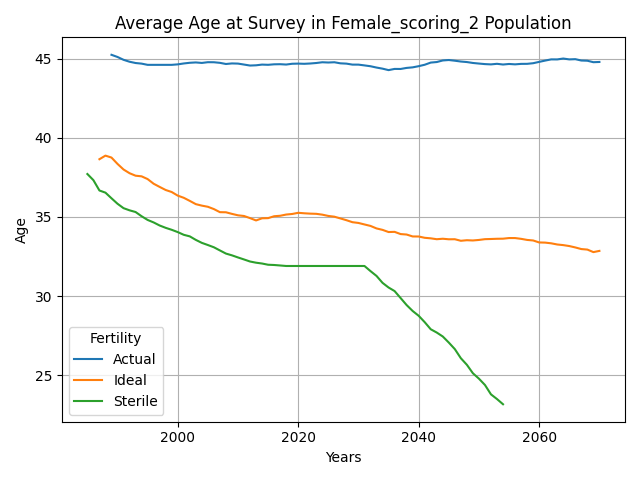 Average Age at Survey in Female_scoring_2 Population
Age
45
40
35
30
25
Fertility
Actual
Ideal
Sterile
2000
2020
2040
2060
Years